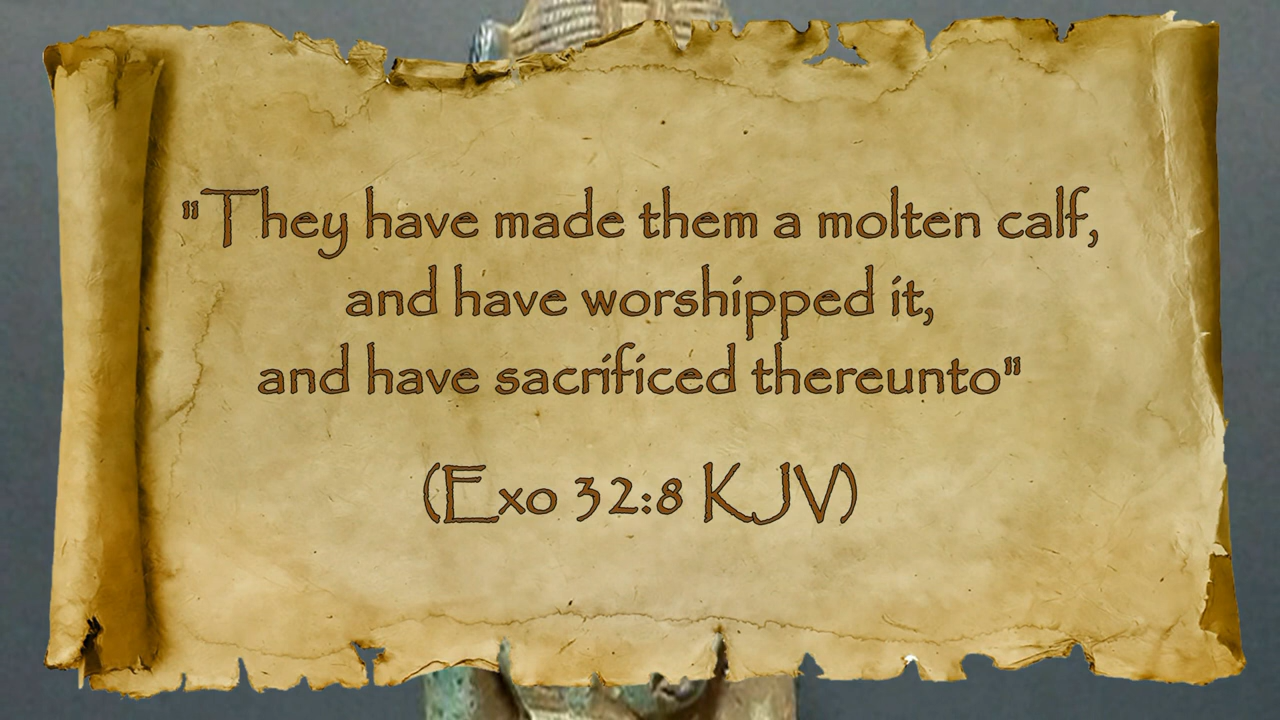 "They have made them a molten calf,
and have worshipped it,
and have sacrificed thereunto"
(Exo 32:8 KJV)